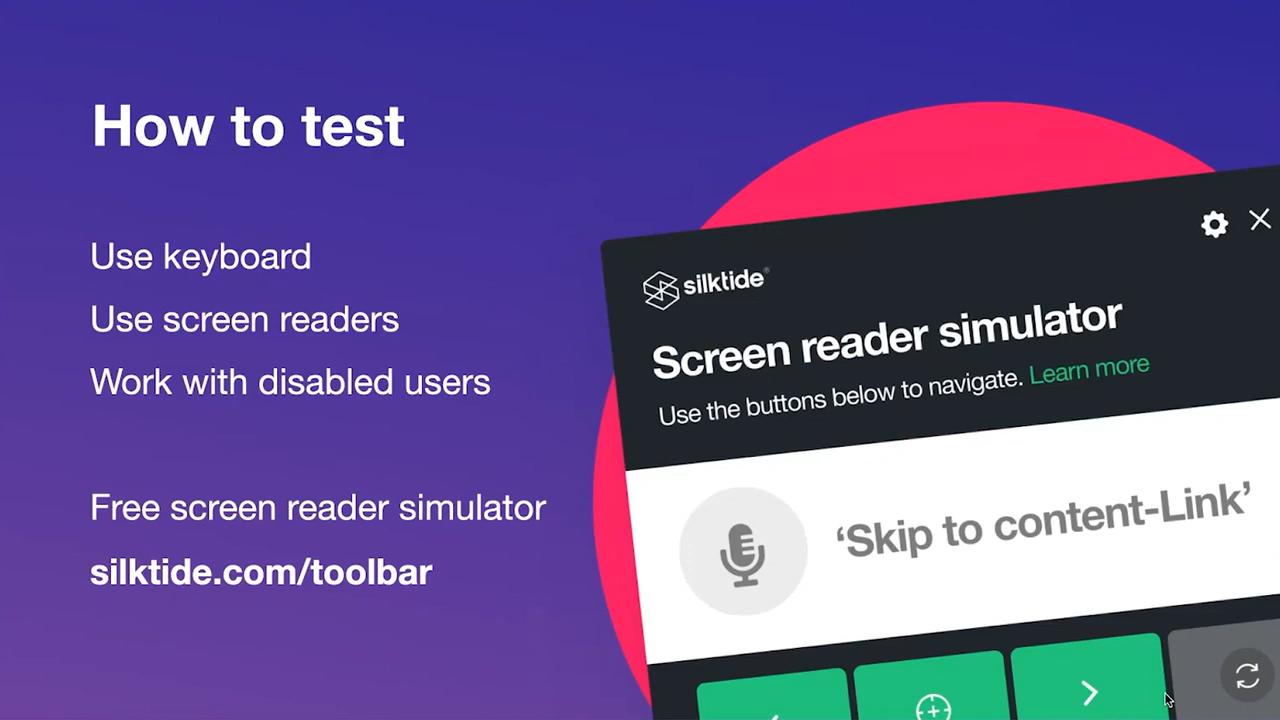 How to test
Use keyboard
Use screen readers
Work with disabled users
Free screen reader simulator
silktide.com/toolbar
silktide®
Screen reader simulator
Use the buttons below to navigate. Learn more
‘Skip to content-Link’